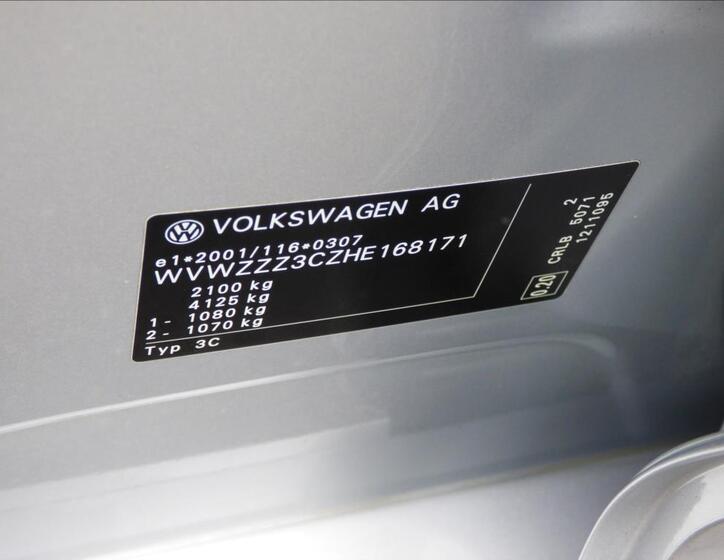 VOLKSWAGEN AG
e1*2001/116*0307
WVWZZZ3CZHE168171
2100 kg
4125 kg
1- 1080 kg
2- 1070 kg
Typ 3C
0.20
CRLB 5071 2
1211095